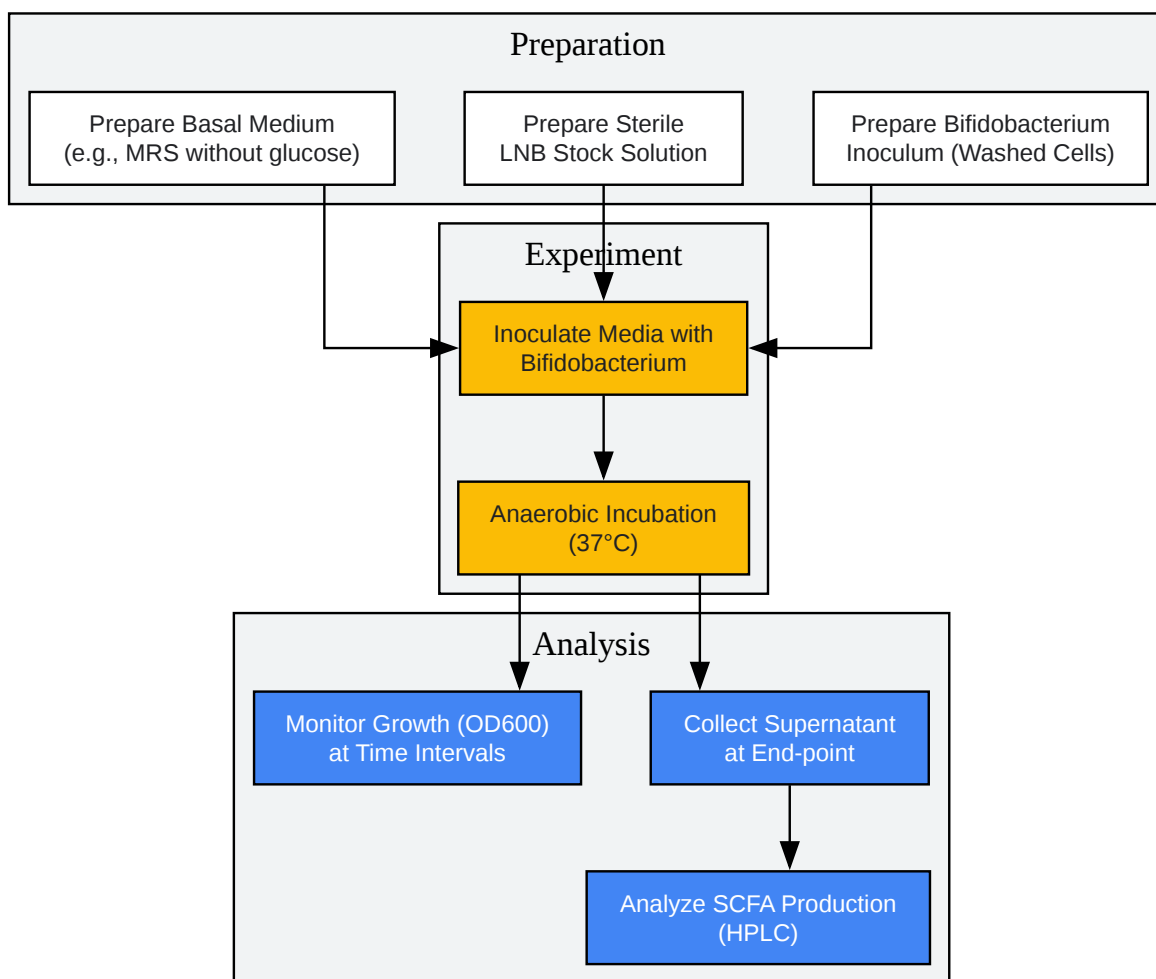 Preparation
Prepare Basal Medium
(e.g., MRS without glucose)
Prepare Sterile
LNB Stock Solution
Prepare Bifidobacterium
Inoculum (Washed Cells)
Experiment
Inoculate Media with
Bifidobacterium
Anaerobic Incubation
(37°C)
Analysis
Monitor Growth (OD600)
at Time Intervals
Collect Supernatant
at End-point
Analyze SCFA Production
(HPLC)